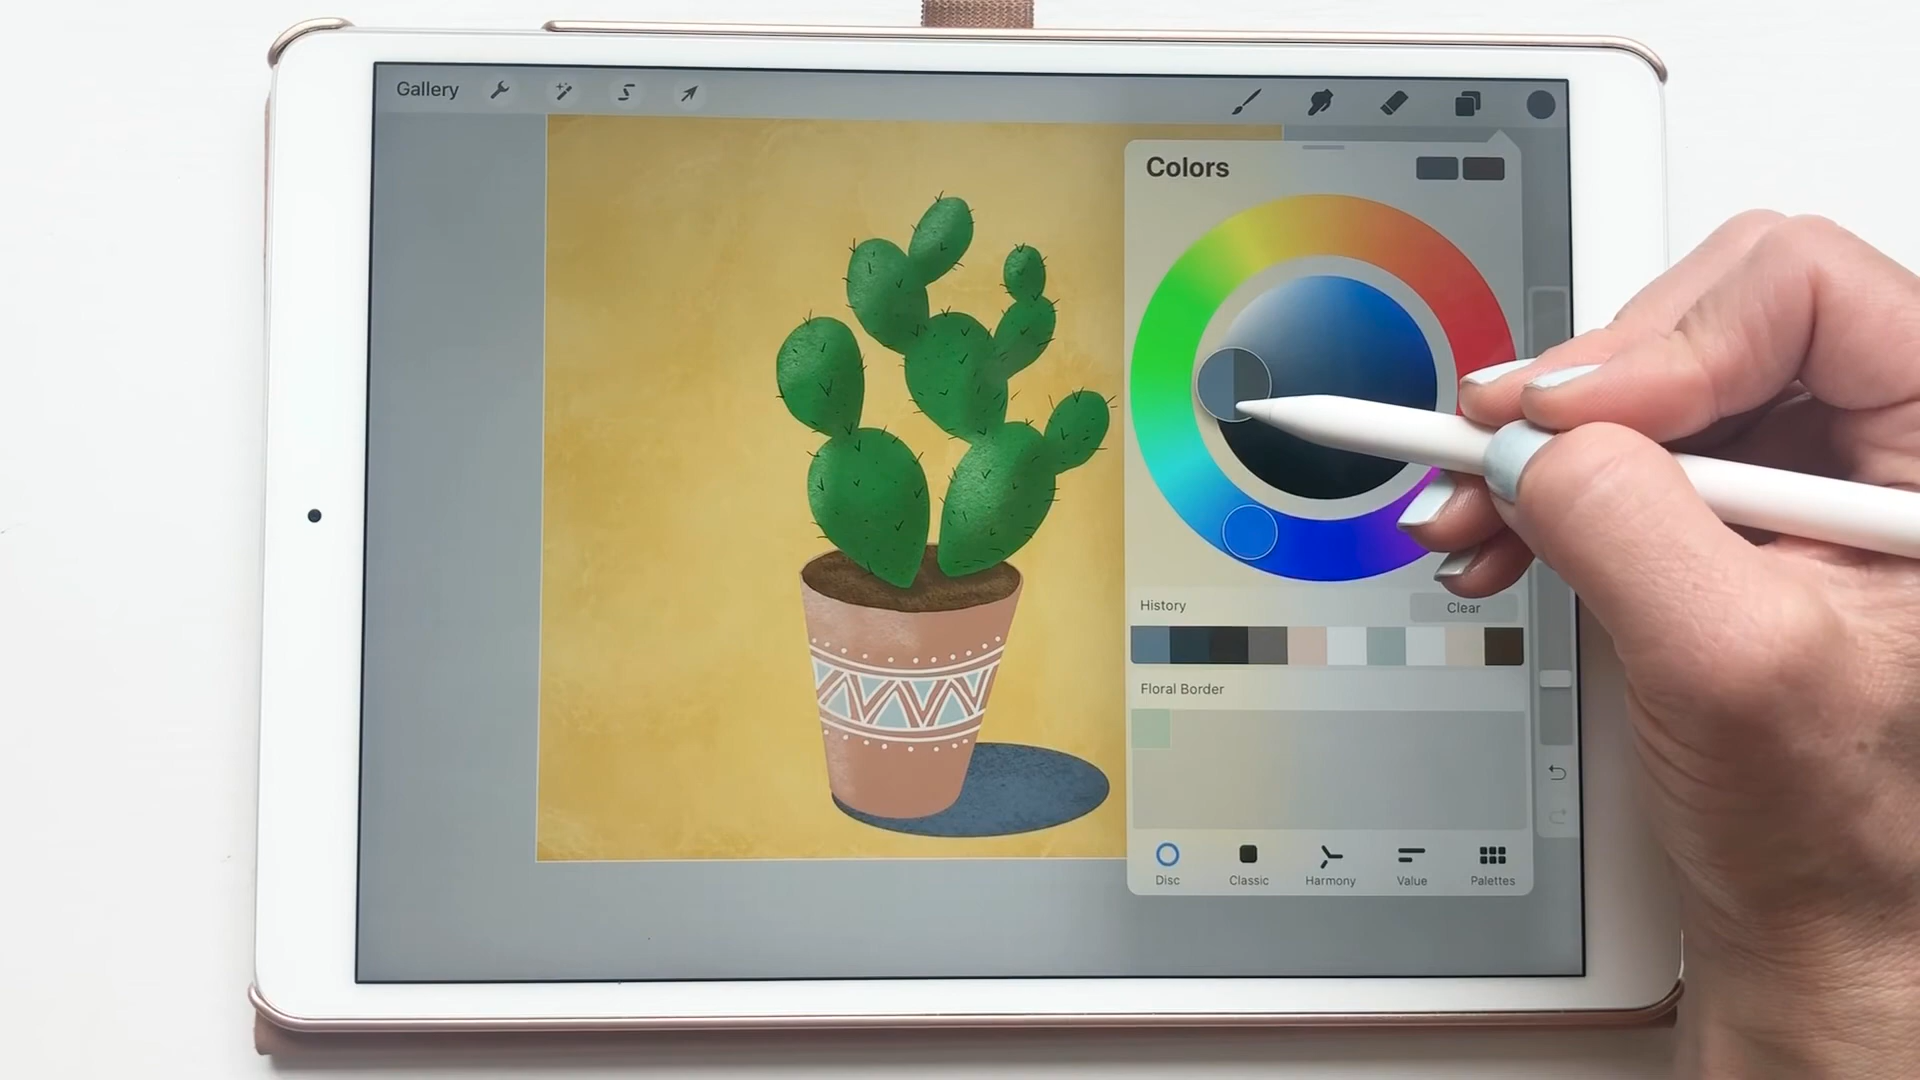 Gallery
Colors
History
Clear
Floral Border
Disc
Classic
Harmony
Value
Palettes